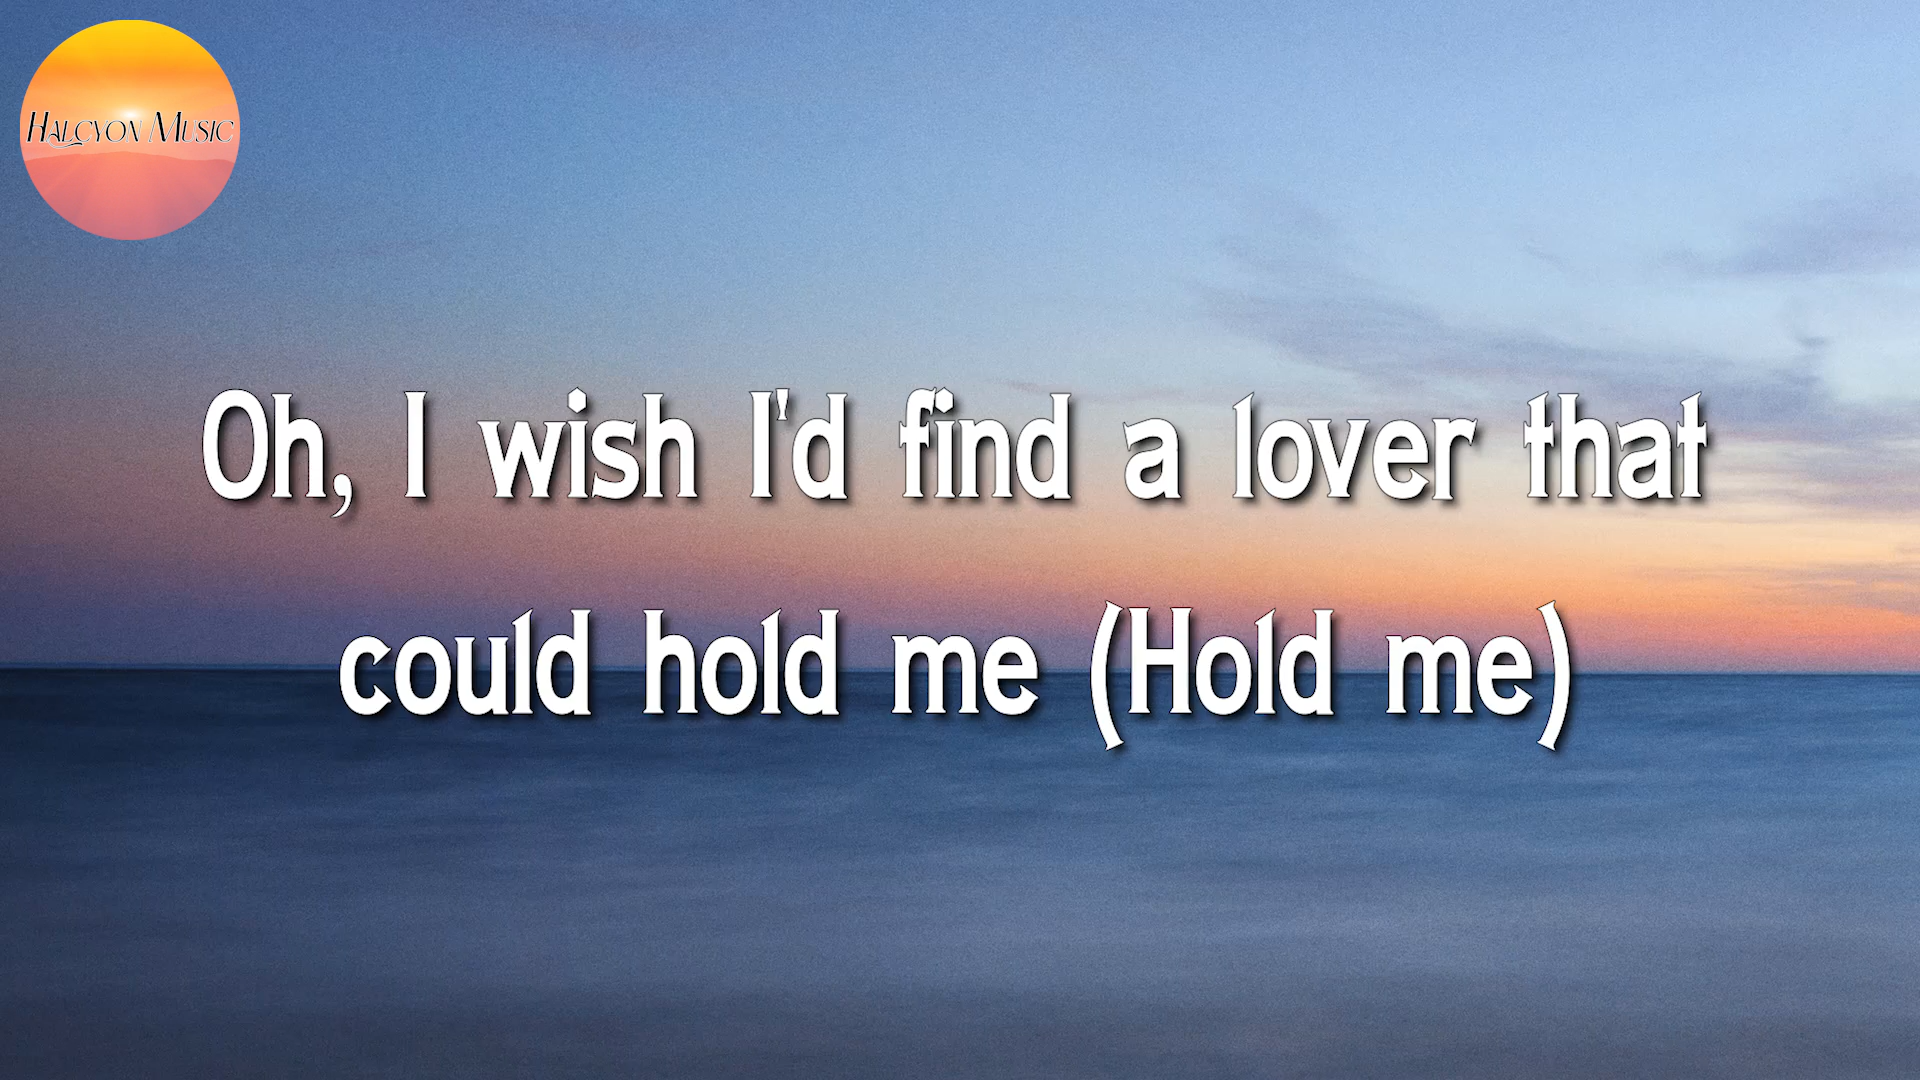 Halcyon Music
Oh, I wish I'd find a lover that
could hold me (Hold me)